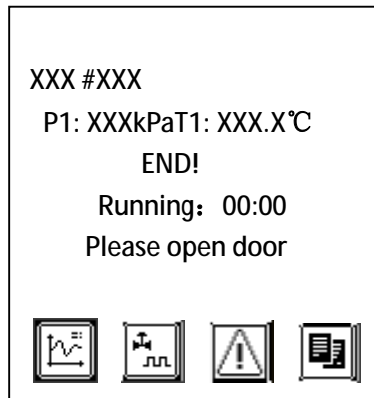 XXX #XXX
P1: XXXkPaT1: XXX.X℃
END!
Running：00:00
Please open door